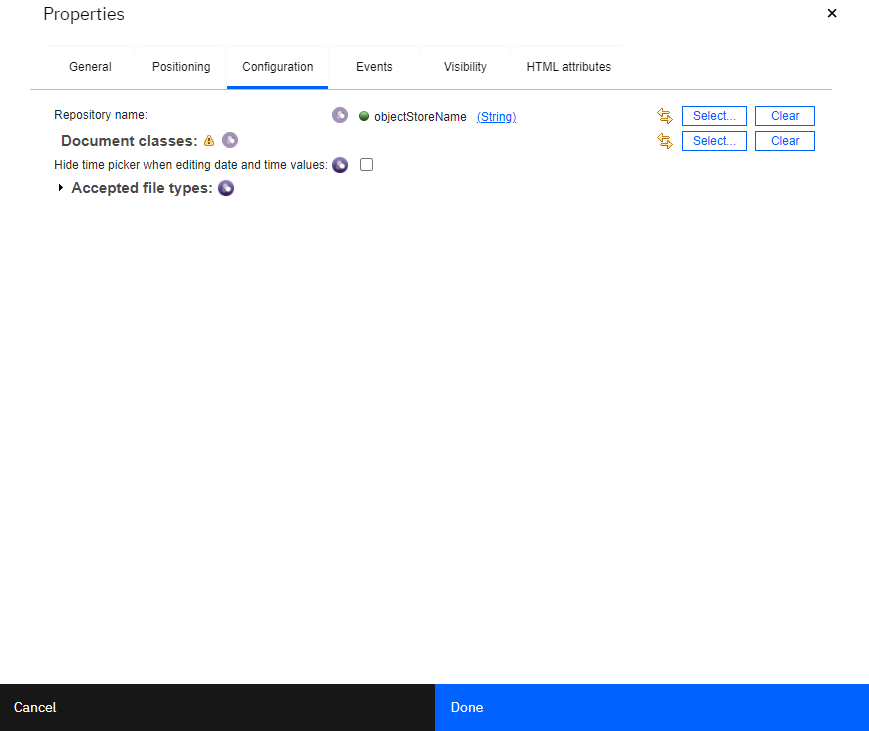 Properties
General Positioning Configuration Events Visibility HTML attributes
Repository name: objectStoreName (String) Select... Clear
Document classes: Select... Clear
Hide time picker when editing date and time values:
Accepted file types:
Cancel Done